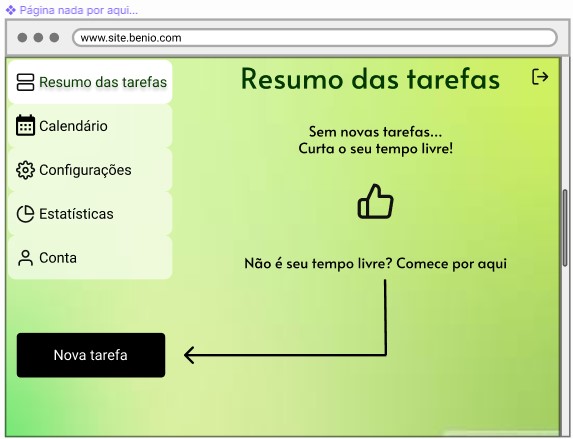 Página nada por aqui...
www.site.benio.com
Resumo das tarefas
Calendário
Configurações
Estatísticas
Conta
Nova tarefa
Resumo das tarefas
Sem novas tarefas...
Curta o seu tempo livre!
Não é seu tempo livre? Comece por aqui